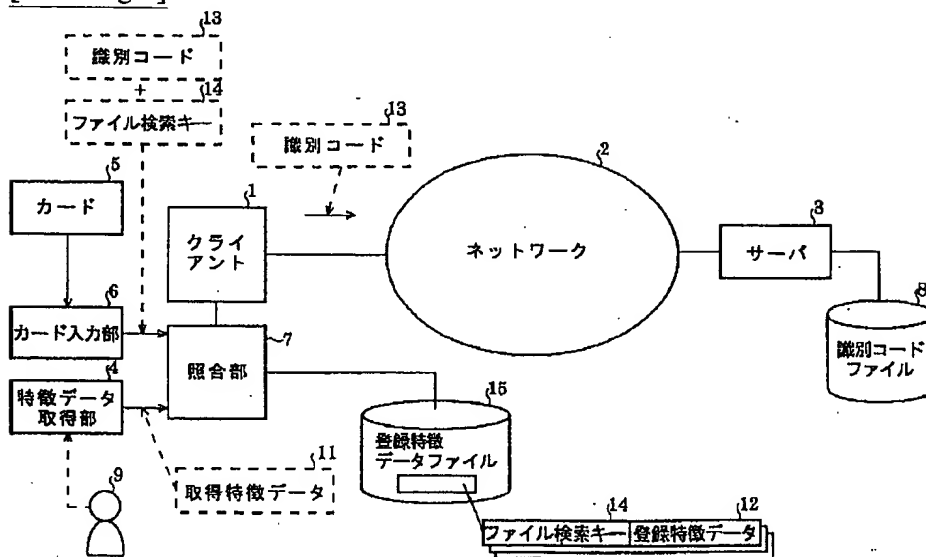 13
識別コード
+
14
ファイル検索キー
13
識別コード
5
カード
1
クライ
アント
2
ネットワーク
3
サーバ
6
カード入力部
7
照合部
8
識別コード
ファイル
4
特徴データ
取得部
15
登録特徴
データファイル
11
取得特徴データ
9
14
12
ファイル検索キー
登録特徴データ